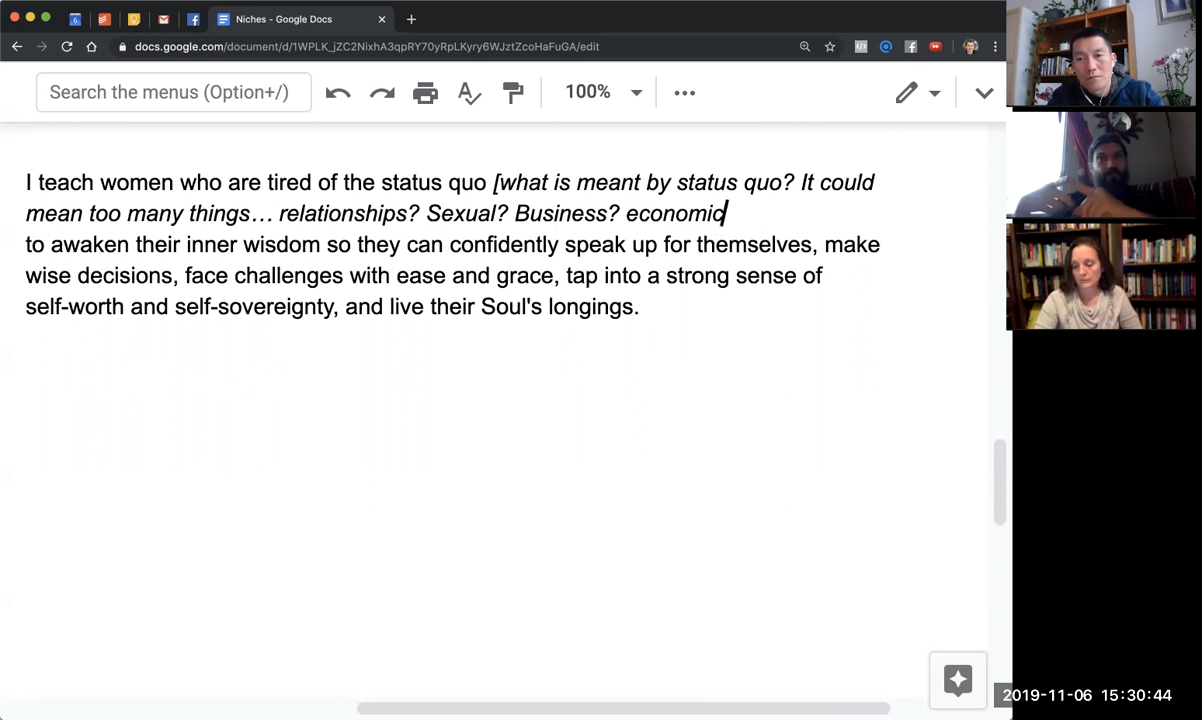 Niches - Google Docs
docs.google.com/document/d/1WPLK_jZC2NixhA3qpRY70yRpLKyry6WJztZcoHaFuGA/edit
Search the menus (Option+/)
100%
I teach women who are tired of the status quo [what is meant by status quo? It could
mean too many things… relationships? Sexual? Business? economic
to awaken their inner wisdom so they can confidently speak up for themselves, make
wise decisions, face challenges with ease and grace, tap into a strong sense of
self-worth and self-sovereignty, and live their Soul's longings.
2019-11-06 15:30:44